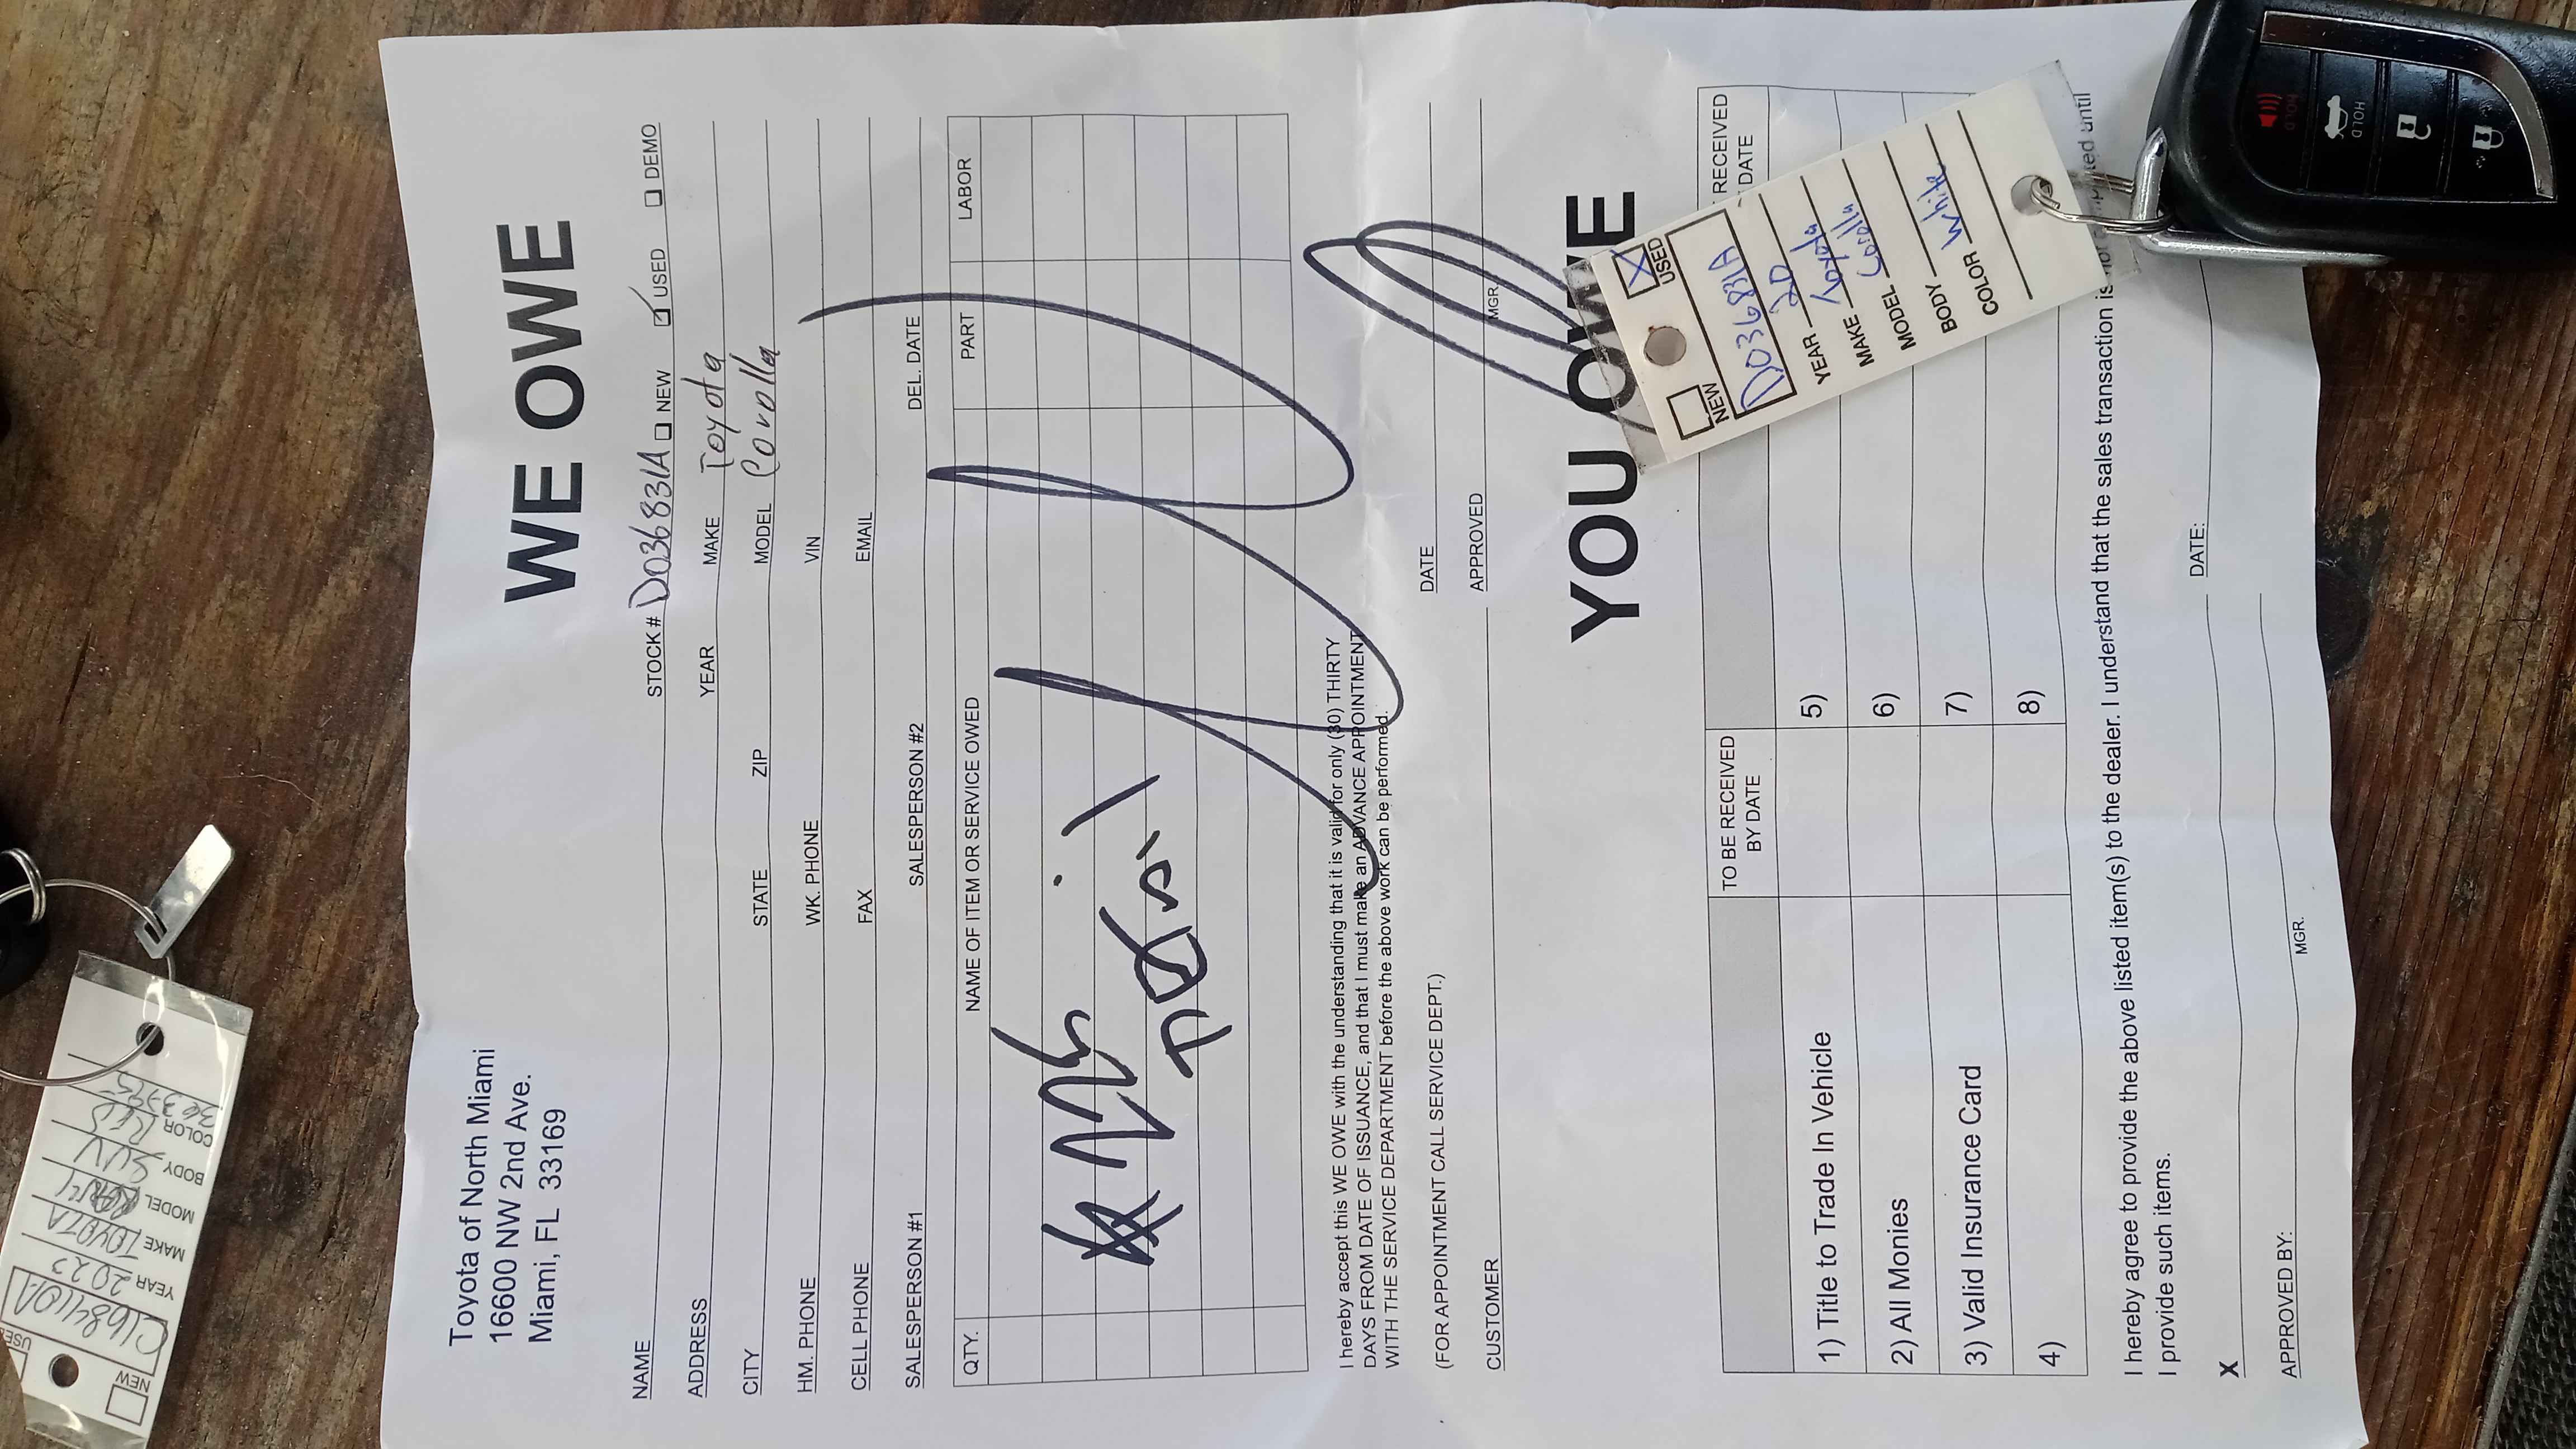 Toyota of North Miami
16600 NW 2nd Ave.
Miami, FL 33169
WE OWE
STOCK# D036831A NEW USED DEMO
NAME
YEAR MAKE Toyota
ADDRESS
MODEL Corolla
CITY STATE ZIP
VIN
HM. PHONE WK. PHONE
EMAIL
CELL PHONE FAX
SALESPERSON #1 SALESPERSON #2 DEL. DATE
QTY. NAME OF ITEM OR SERVICE OWED PART LABOR
I hereby accept this WE OWE with the understanding that it is valid for only (30) THIRTY
DAYS FROM DATE OF ISSUANCE, and that I must make an ADVANCE APPOINTMENT
WITH THE SERVICE DEPARTMENT before the above work can be performed.
(FOR APPOINTMENT CALL SERVICE DEPT.)
DATE
CUSTOMER
APPROVED MGR.
YOU OWE
TO BE RECEIVED
BY DATE
RECEIVED
DATE
1) Title to Trade In Vehicle 5)
2) All Monies 6)
3) Valid Insurance Card 7)
4) 8)
I hereby agree to provide the above listed item(s) to the dealer. I understand that the sales transaction is until
I provide such items.
X DATE:
APPROVED BY: MGR.
NEW USED
D036831A
YEAR 20
MAKE Toyota
MODEL Corolla
BODY
COLOR White
NEW
C168410A
YEAR 2023
MAKE TOYOTA
MODEL RAV4
BODY SUV
COLOR Red
HOLD
HOLD